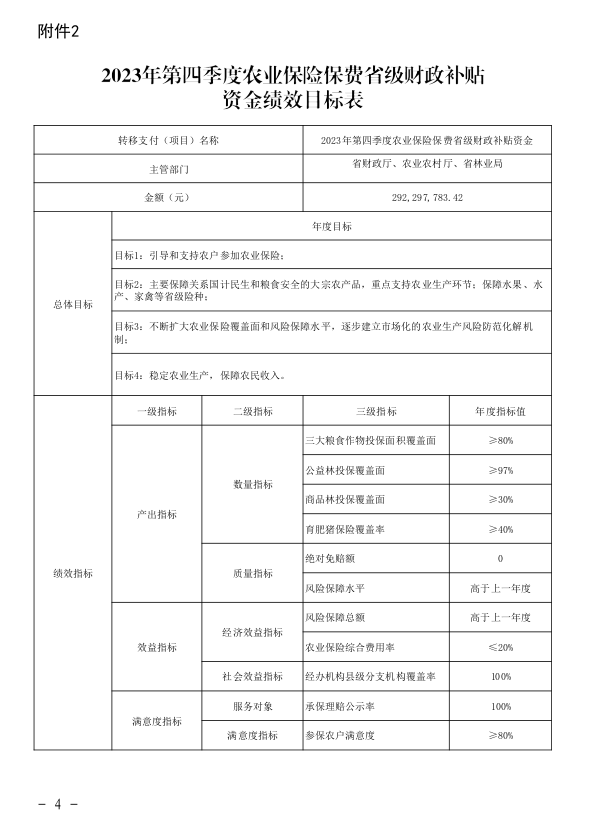 附件2
2023年第四季度农业保险保费省级财政补贴
资金绩效目标表
转移支付（项目）名称 2023年第四季度农业保险保费省级财政补贴资金
主管部门 省财政厅、农业农村厅、省林业局
金额（元） 292,297,783.42
总体目标
年度目标
目标1：引导和支持农户参加农业保险；
目标2：主要保障关系国计民生和粮食安全的大宗农产品，重点支持农业生产环节；保障水果、水
产、家禽等省级险种；
目标3：不断扩大农业保险覆盖面和风险保障水平，逐步建立市场化的农业生产风险防范化解机
制；
目标4：稳定农业生产，保障农民收入。
绩效指标
一级指标 二级指标 三级指标 年度指标值
产出指标
数量指标
三大粮食作物投保面积覆盖面 ≥80%
公益林投保覆盖面 ≥97%
商品林投保覆盖面 ≥30%
育肥猪保险覆盖率 ≥40%
质量指标
绝对免赔额 0
风险保障水平 高于上一年度
效益指标
经济效益指标
风险保障总额 高于上一年度
农业保险综合费用率 ≤20%
社会效益指标 经办机构县级分支机构覆盖率 100%
满意度指标
服务对象 承保理赔公示率 100%
满意度指标 参保农户满意度 ≥80%
- 4 -